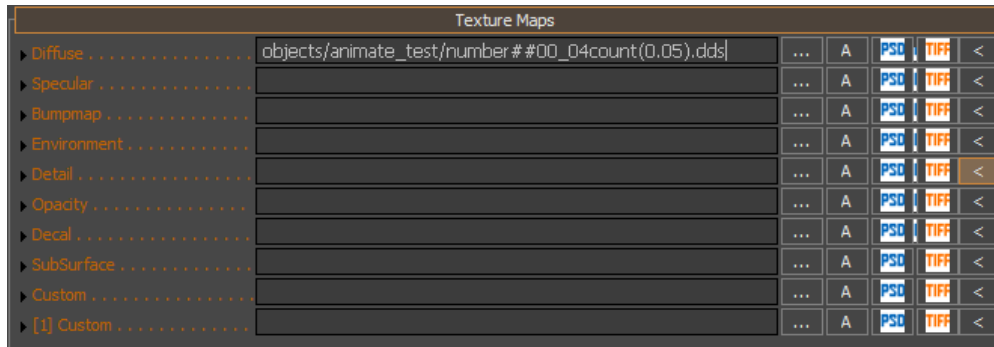 Texture Maps
Diffuse . . . . . . . . . . . . . . . . objects/animate_test/number##00_04count(0.05).dds ... A PSD TIFF <
Specular . . . . . . . . . . . . . . . ... A PSD TIFF <
Bumpmap . . . . . . . . . . . . . . ... A PSD TIFF <
Environment . . . . . . . . . . . . ... A PSD TIFF <
Detail . . . . . . . . . . . . . . . . . ... A PSD TIFF <
Opacity . . . . . . . . . . . . . . . ... A PSD TIFF <
Decal . . . . . . . . . . . . . . . . . ... A PSD TIFF <
SubSurface . . . . . . . . . . . . . ... A PSD TIFF <
Custom . . . . . . . . . . . . . . . . ... A PSD TIFF <
[1] Custom . . . . . . . . . . . . . ... A PSD TIFF <